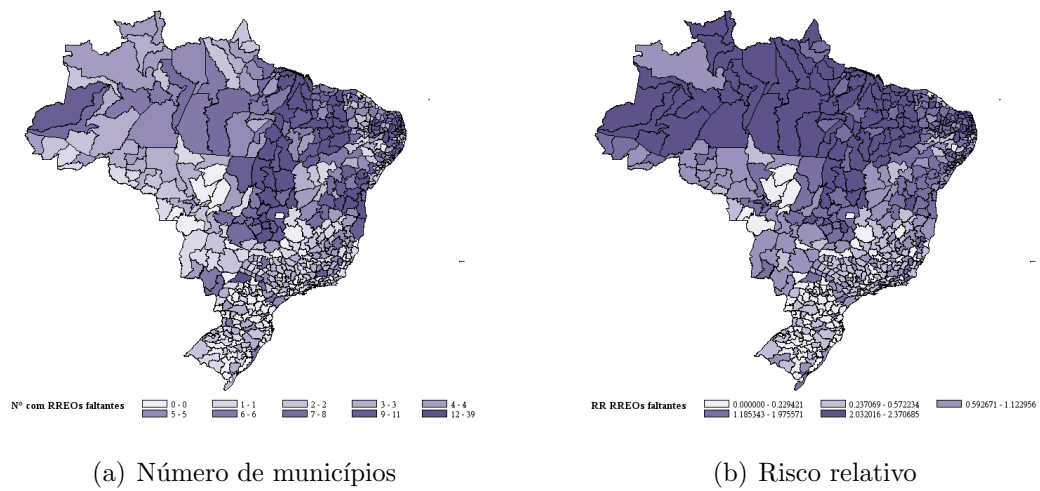 Nº com RREOs faltantes 0 - 0 1 - 1 2 - 2 3 - 3 4 - 4
5 - 5 6 - 6 7 - 8 9 - 11 12 - 39
RR RREOs faltantes 0.000000 - 0.229421 0.237069 - 0.572234 0.592671 - 1.122956
1.185343 - 1.975571 2.032016 - 2.370685
(a) Número de municípios
(b) Risco relativo